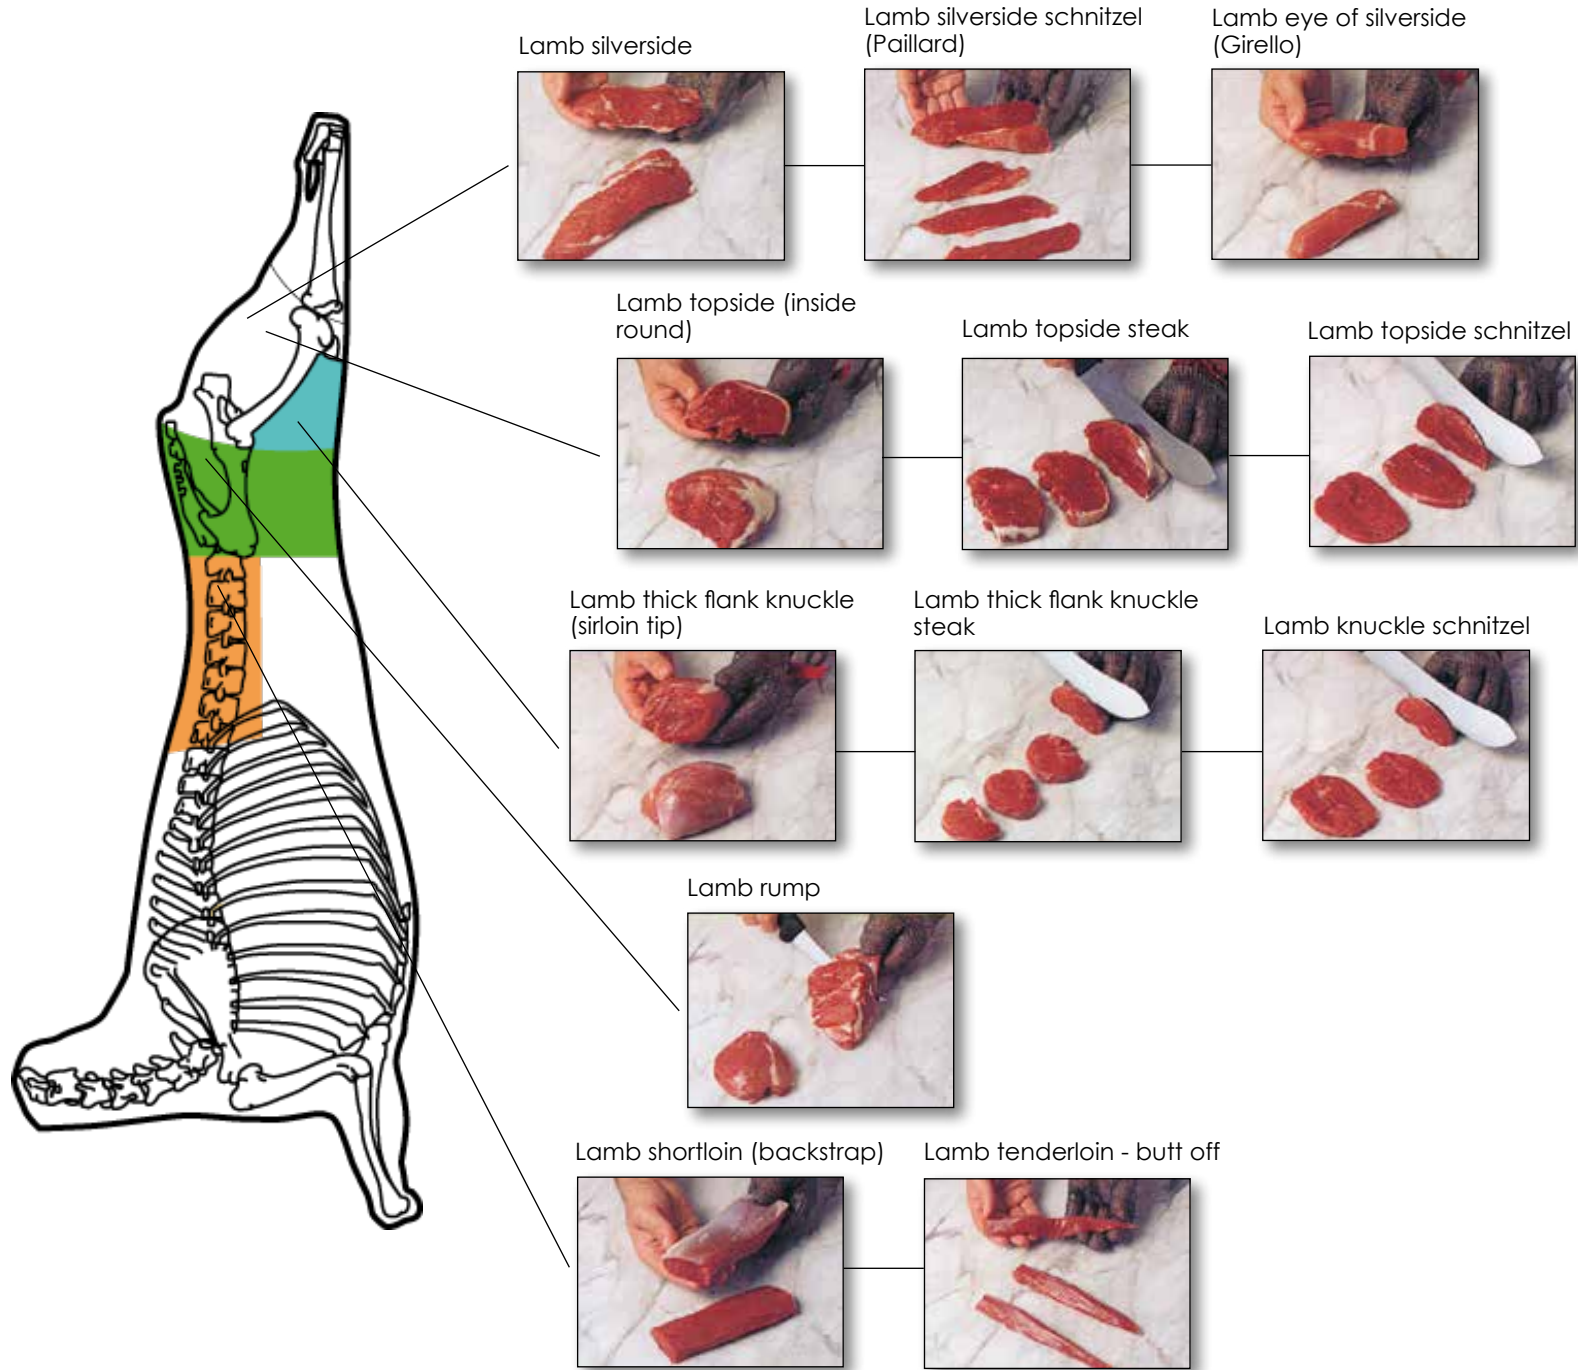 Lamb silverside
Lamb silverside schnitzel
(Paillard)
Lamb eye of silverside
(Girello)
Lamb topside (inside
round)
Lamb topside steak
Lamb topside schnitzel
Lamb thick flank knuckle
(sirloin tip)
Lamb thick flank knuckle
steak
Lamb knuckle schnitzel
Lamb rump
Lamb shortloin (backstrap)
Lamb tenderloin - butt off